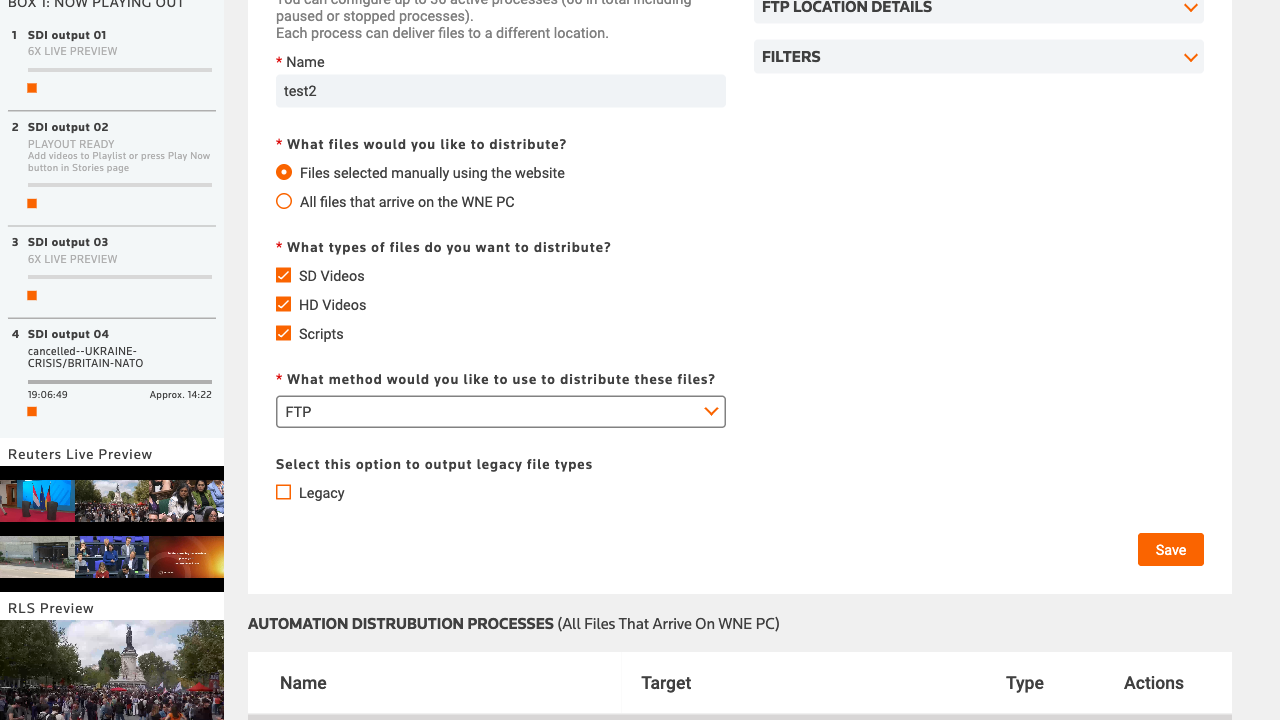 BOX 1: NOW PLAYING OUT
1 SDI output 01
6X LIVE PREVIEW
2 SDI output 02
PLAYOUT READY
Add videos to Playlist or press Play Now
button in Stories page
3 SDI output 03
6X LIVE PREVIEW
4 SDI output 04
cancelled--UKRAINE-
CRISIS/BRITAIN-NATO
19:06:49 Approx. 14:22
Reuters Live Preview
RLS Preview
You can configure up to 30 active processes (60 in total including
paused or stopped processes).
Each process can deliver files to a different location.
* Name
test2
* What files would you like to distribute?
Files selected manually using the website
All files that arrive on the WNE PC
* What types of files do you want to distribute?
SD Videos
HD Videos
Scripts
* What method would you like to use to distribute these files?
FTP
Select this option to output legacy file types
Legacy
FTP LOCATION DETAILS
FILTERS
Save
AUTOMATION DISTRUBUTION PROCESSES (All Files That Arrive On WNE PC)
Name Target Type Actions